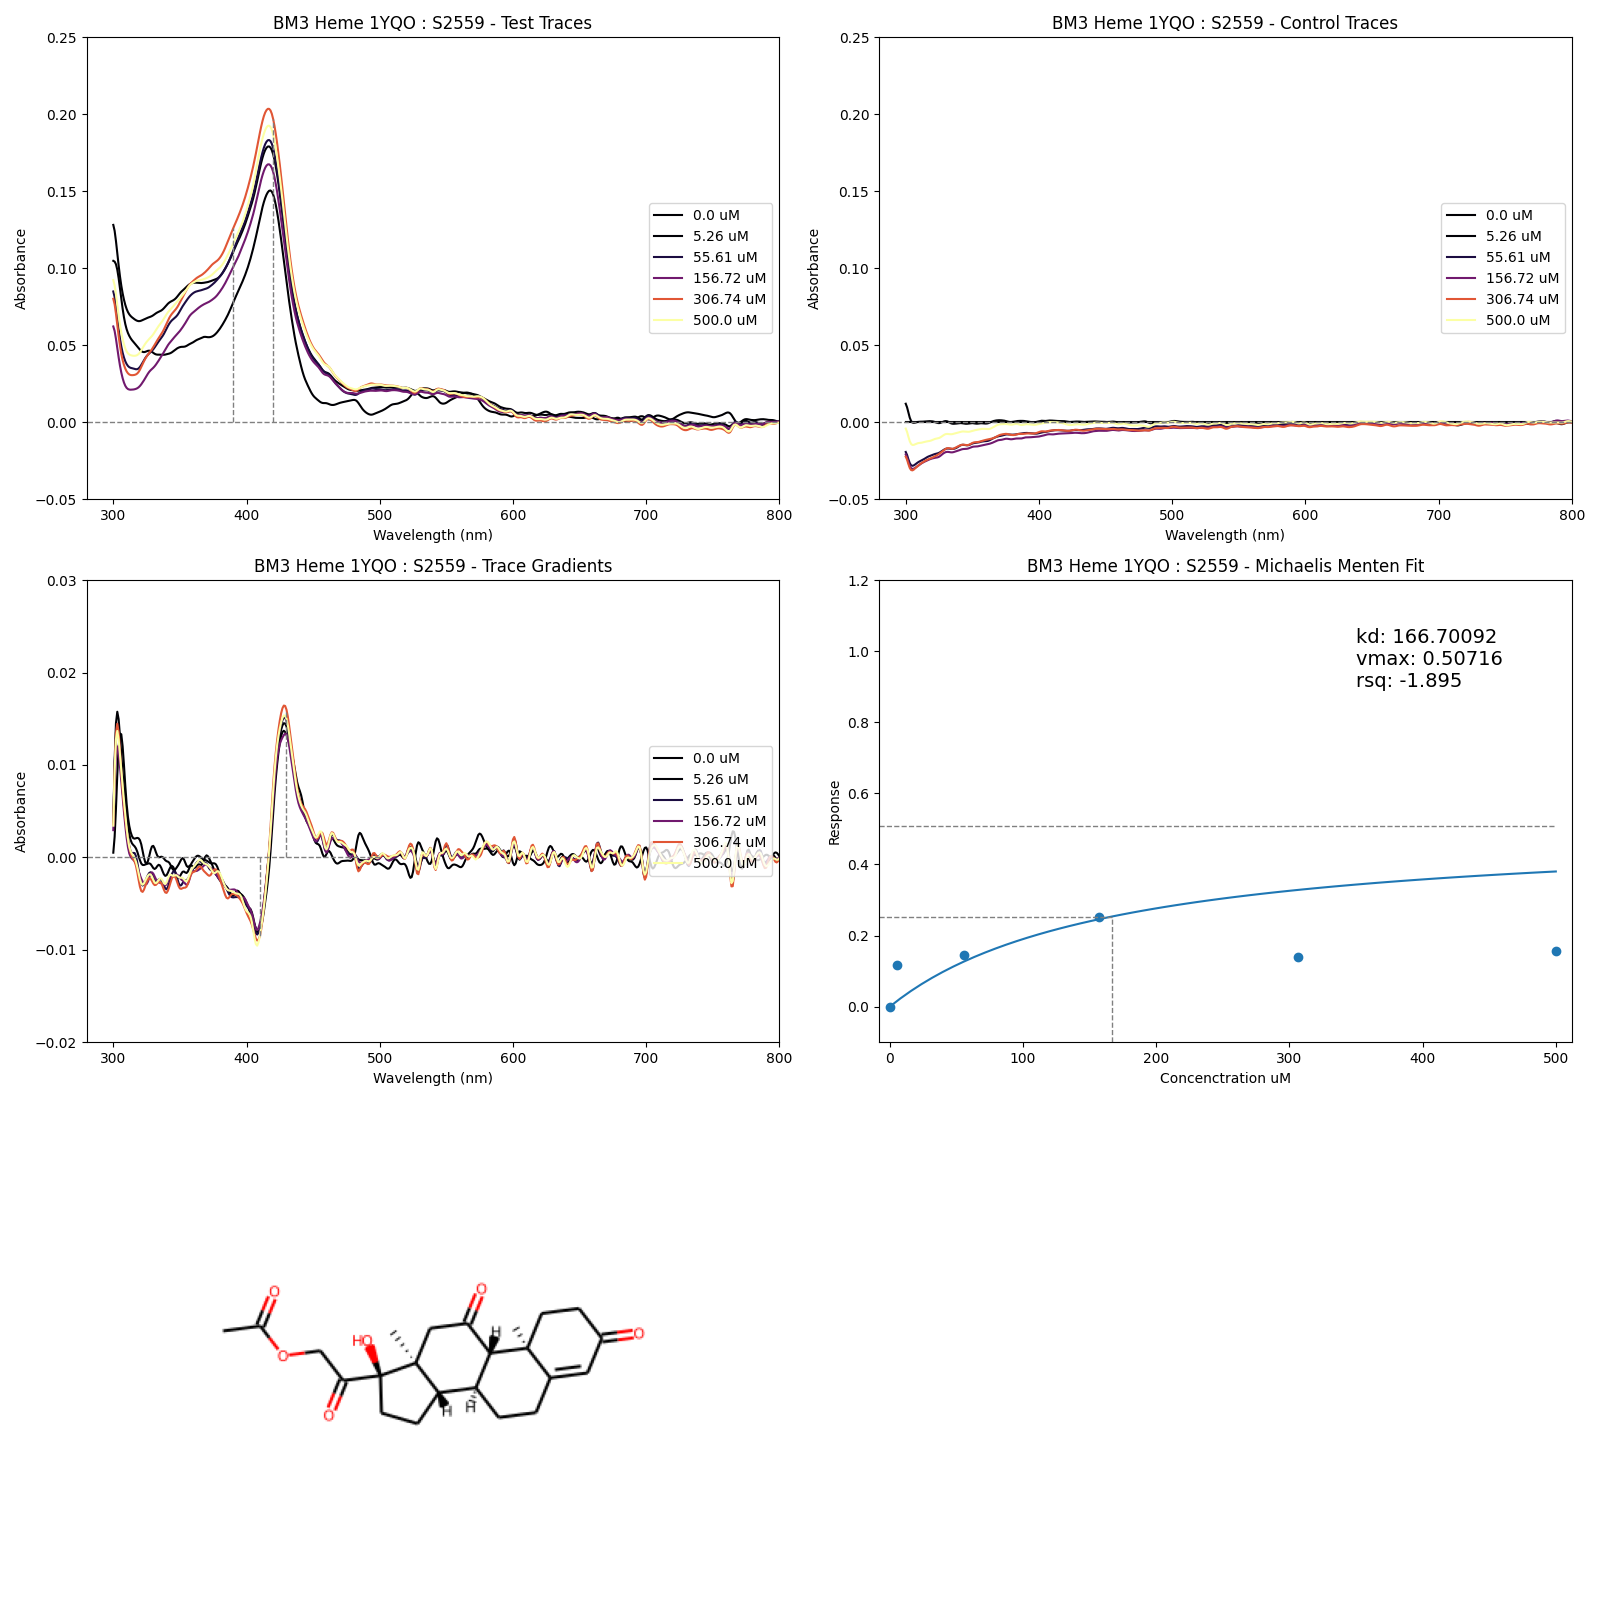 BM3 Heme 1YQO : S2559 - Test Traces
0.25
0.20
0.15
0.10
0.05
0.00
−0.05
Absorbance
300 400 500 600 700 800
Wavelength (nm)
0.0 uM
5.26 uM
55.61 uM
156.72 uM
306.74 uM
500.0 uM
BM3 Heme 1YQO : S2559 - Control Traces
0.25
0.20
0.15
0.10
0.05
0.00
−0.05
Absorbance
300 400 500 600 700 800
Wavelength (nm)
0.0 uM
5.26 uM
55.61 uM
156.72 uM
306.74 uM
500.0 uM
BM3 Heme 1YQO : S2559 - Trace Gradients
0.03
0.02
0.01
0.00
−0.01
−0.02
Absorbance
300 400 500 600 700 800
Wavelength (nm)
0.0 uM
5.26 uM
55.61 uM
156.72 uM
306.74 uM
500.0 uM
BM3 Heme 1YQO : S2559 - Michaelis Menten Fit
1.2
1.0
0.8
0.6
0.4
0.2
0.0
Response
kd: 166.70092
vmax: 0.50716
rsq: -1.895
0 100 200 300 400 500
Concenctration uM
O
O
O
O
HO
H
H
H
O
O